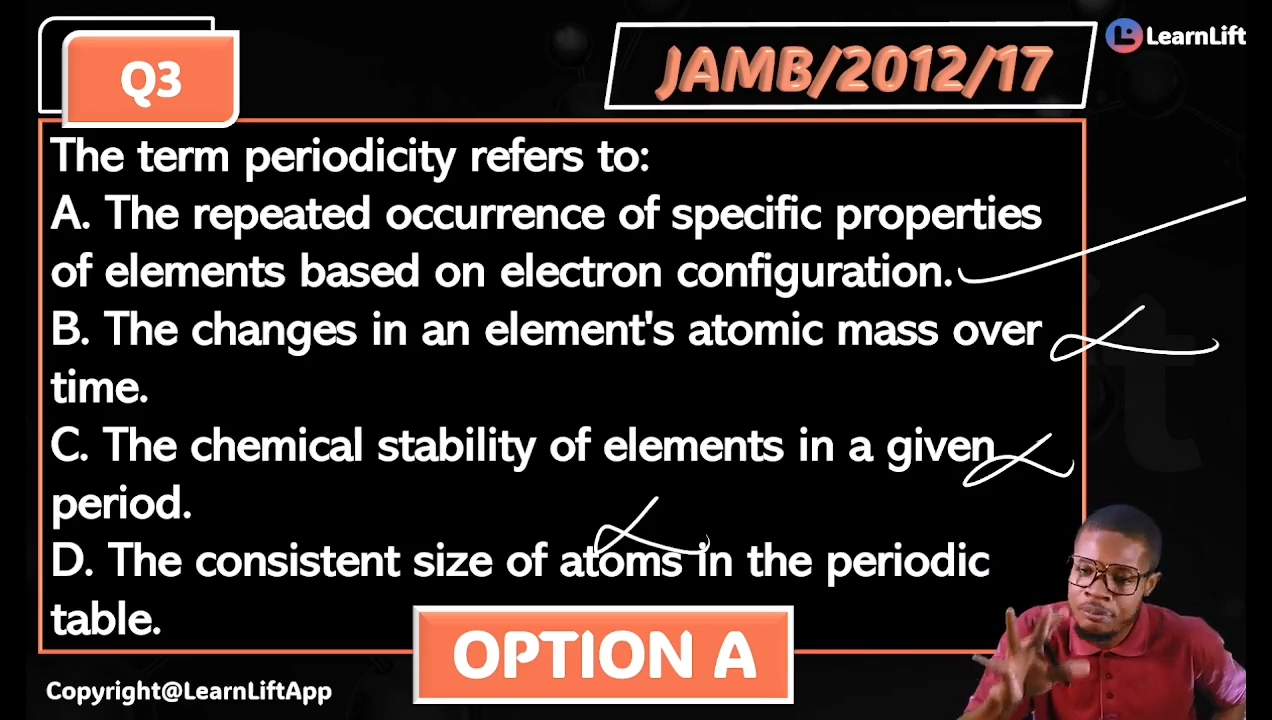 Q3
JAMB/2012/17
LearnLift
The term periodicity refers to:
A. The repeated occurrence of specific properties
of elements based on electron configuration.
B. The changes in an element's atomic mass over
time.
C. The chemical stability of elements in a given
period.
D. The consistent size of atoms in the periodic
table.
OPTION A
Copyright@LearnLiftApp